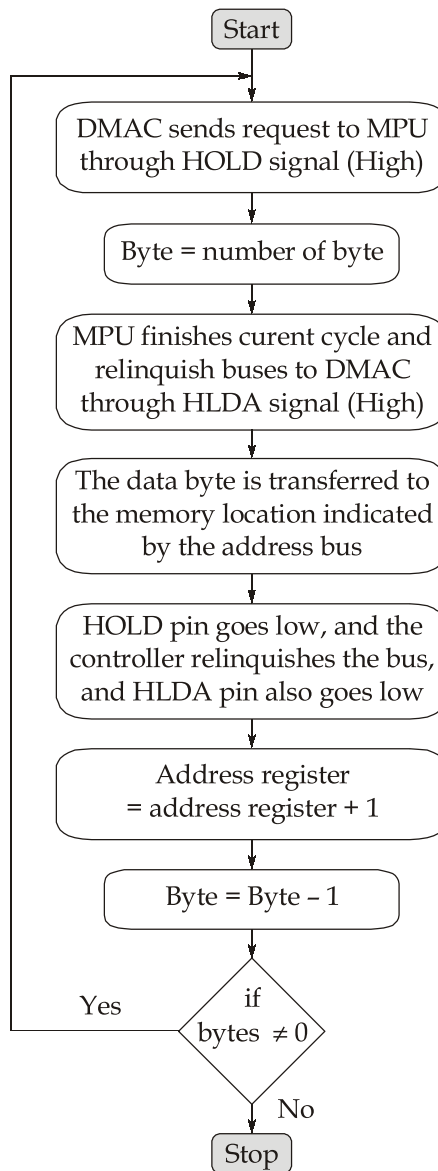 Start
DMAC sends request to MPU
through HOLD signal (High)
Byte = number of byte
MPU finishes curent cycle and
relinquish buses to DMAC
through HLDA signal (High)
The data byte is transferred to
the memory location indicated
by the address bus
HOLD pin goes low, and the
controller relinquishes the bus,
and HLDA pin also goes low
Address register
= address register + 1
Byte = Byte – 1
if
bytes ≠ 0
Yes
No
Stop